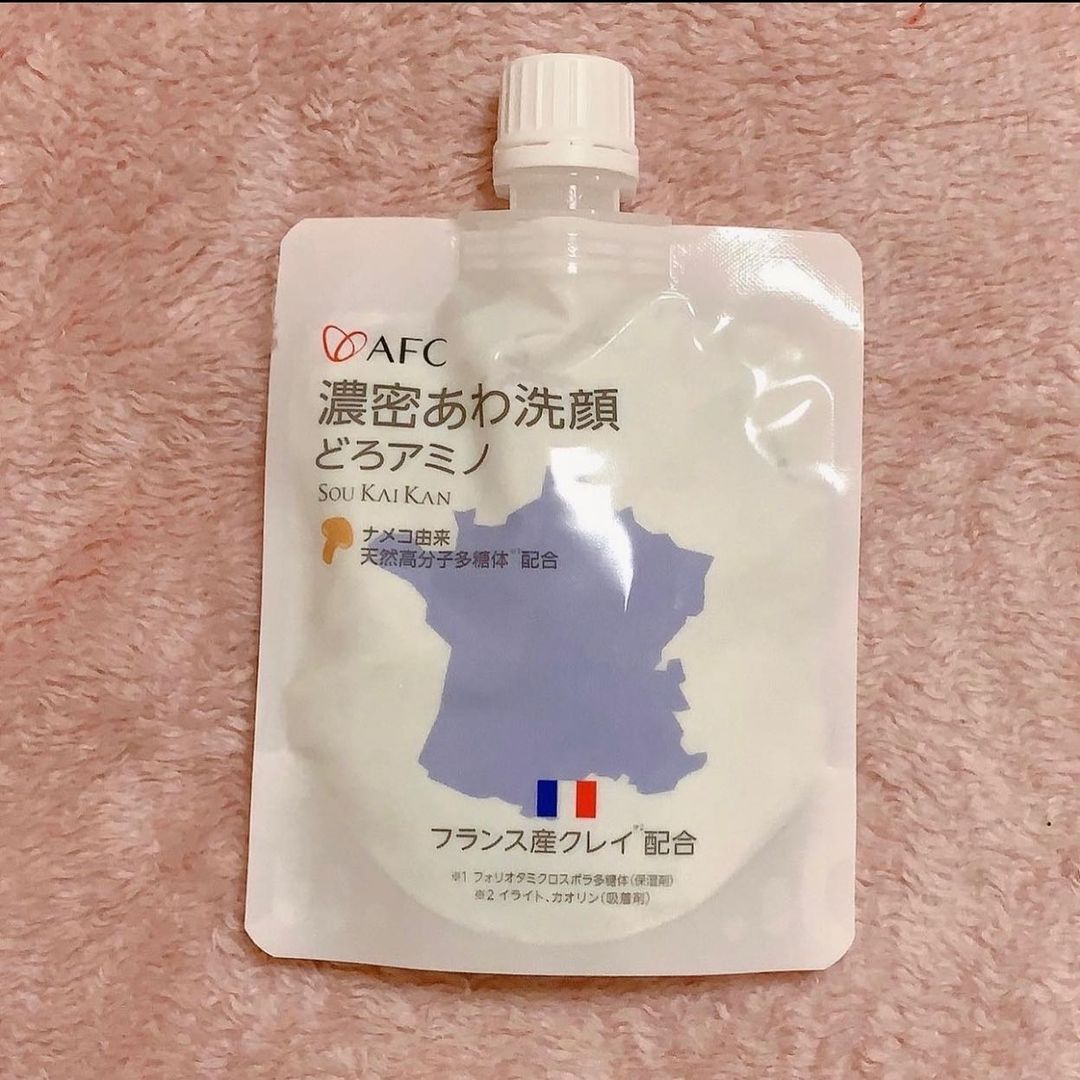 AFC
濃密あわ洗顔
どろアミノ
SOU KAI KAN
ナメコ由来
天然高分子多糖体※1配合
フランス産クレイ※2配合
※1 フォリオタミクロスポラ多糖体(保湿剤)
※2 イライト、カオリン(吸着剤)